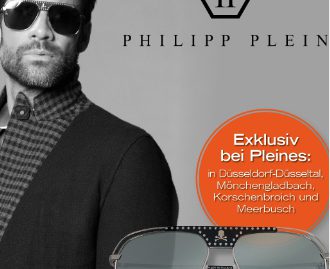 PHILIPP PLEIN
Exklusiv
bei Pleines:
in Düsseldorf-Düsseltal,
Mönchengladbach,
Korschenbroich und
Meerbusch